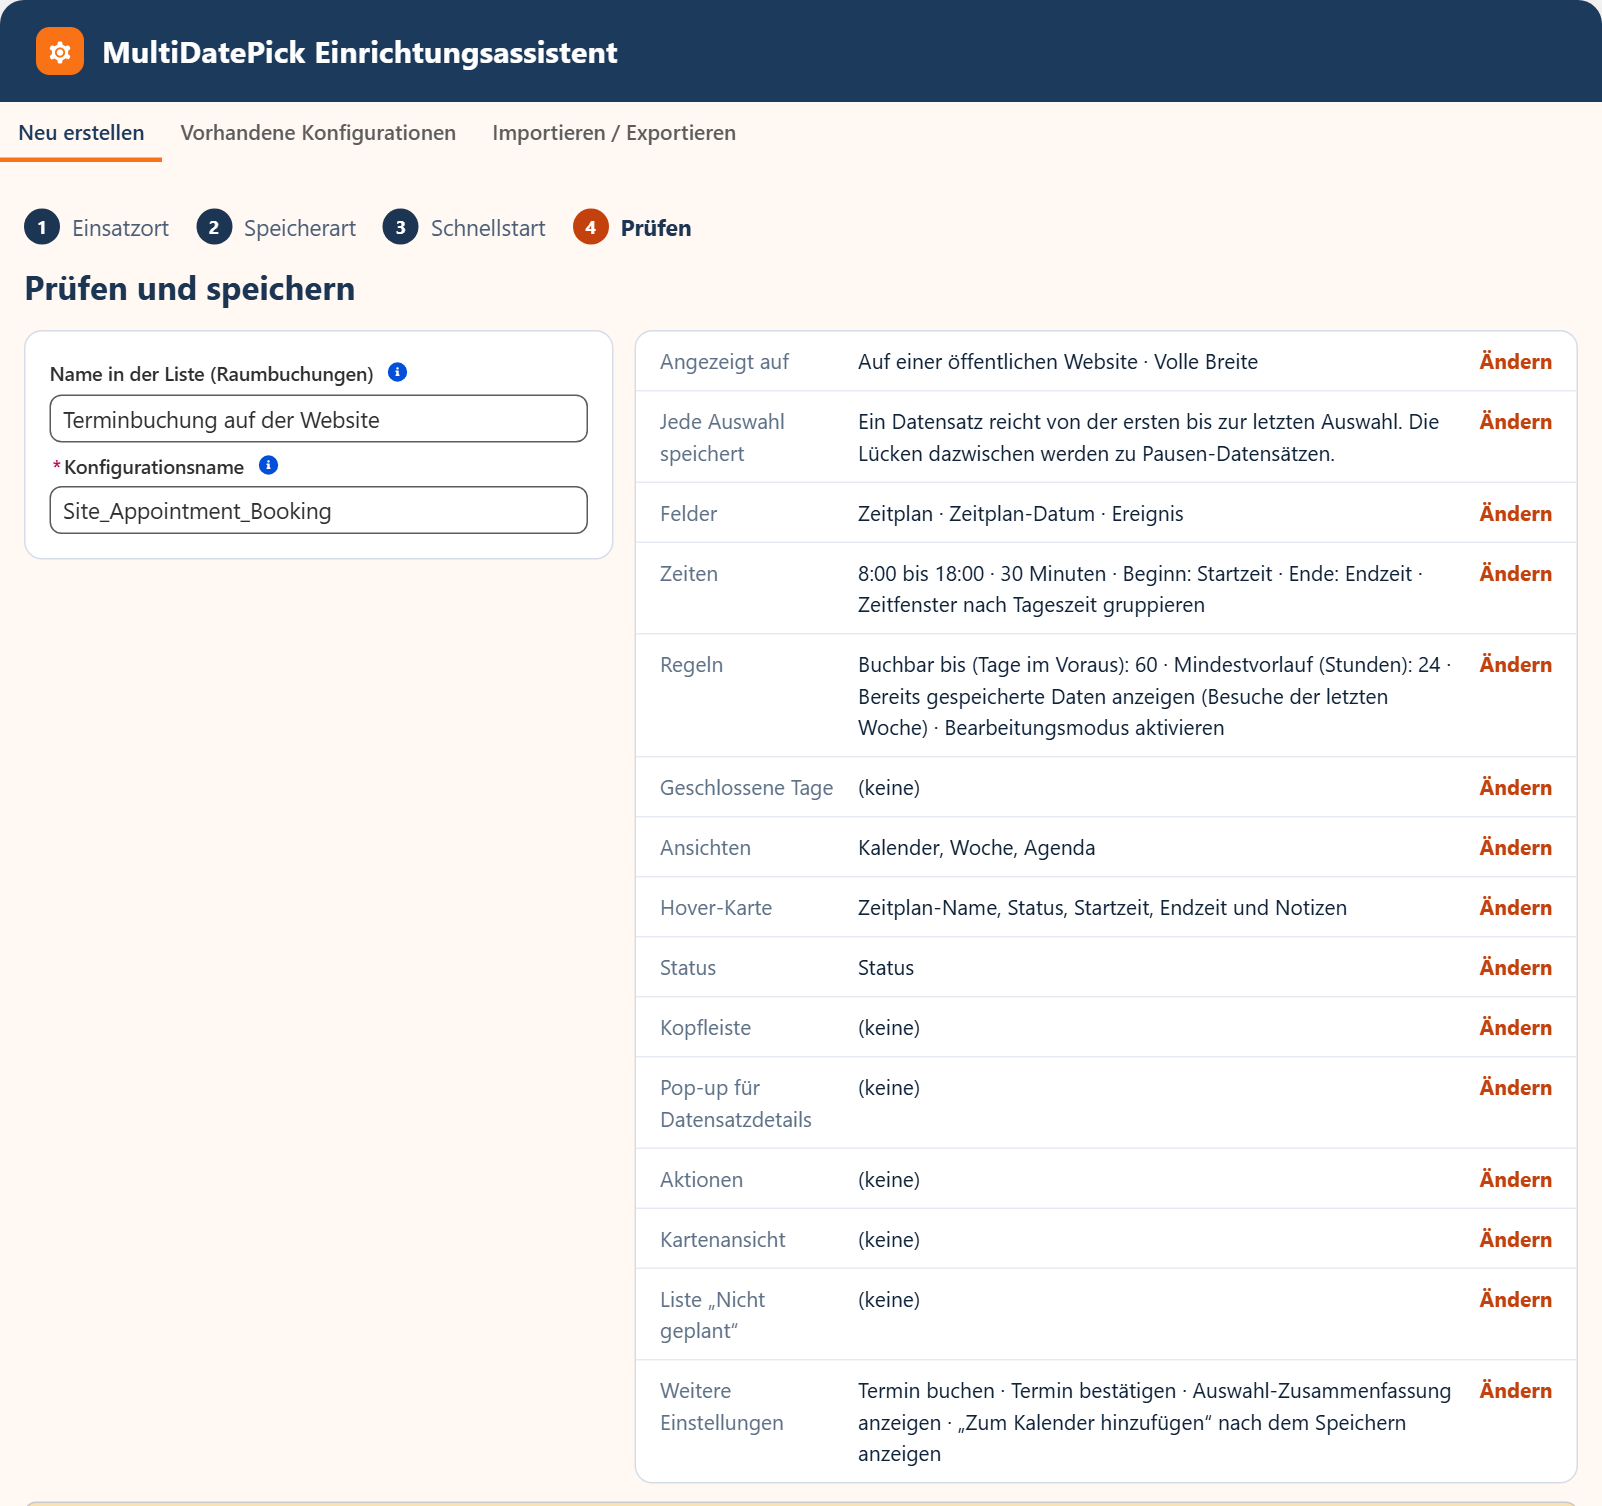 MultiDatePick Einrichtungsassistent
Neu erstellen
Vorhandene Konfigurationen
Importieren / Exportieren
1 Einsatzort
2 Speicherart
3 Schnellstart
4 Prüfen
Prüfen und speichern
Name in der Liste (Raumbuchungen)
Terminbuchung auf der Website
*Konfigurationsname
Site_Appointment_Booking
Angezeigt auf
Auf einer öffentlichen Website · Volle Breite
Ändern
Jede Auswahl
speichert
Ein Datensatz reicht von der ersten bis zur letzten Auswahl. Die
Lücken dazwischen werden zu Pausen-Datensätzen.
Ändern
Felder
Zeitplan · Zeitplan-Datum · Ereignis
Ändern
Zeiten
8:00 bis 18:00 · 30 Minuten · Beginn: Startzeit · Ende: Endzeit ·
Zeitfenster nach Tageszeit gruppieren
Ändern
Regeln
Buchbar bis (Tage im Voraus): 60 · Mindestvorlauf (Stunden): 24 ·
Bereits gespeicherte Daten anzeigen (Besuche der letzten
Woche) · Bearbeitungsmodus aktivieren
Ändern
Geschlossene Tage
(keine)
Ändern
Ansichten
Kalender, Woche, Agenda
Ändern
Hover-Karte
Zeitplan-Name, Status, Startzeit, Endzeit und Notizen
Ändern
Status
Status
Ändern
Kopfleiste
(keine)
Ändern
Pop-up für
Datensatzdetails
(keine)
Ändern
Aktionen
(keine)
Ändern
Kartenansicht
(keine)
Ändern
Liste „Nicht
geplant“
(keine)
Ändern
Weitere
Einstellungen
Termin buchen · Termin bestätigen · Auswahl-Zusammenfassung
anzeigen · „Zum Kalender hinzufügen“ nach dem Speichern
anzeigen
Ändern